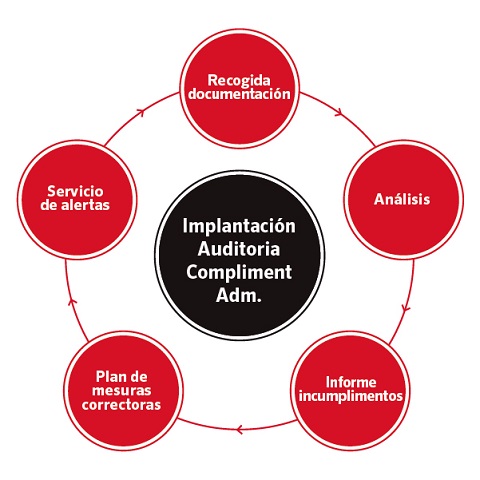 Recogida
documentación
Análisis
Informe
incumplimentos
Plan de
mesuras
correctoras
Servicio
de alertas
Implantación
Auditoria
Compliment
Adm.